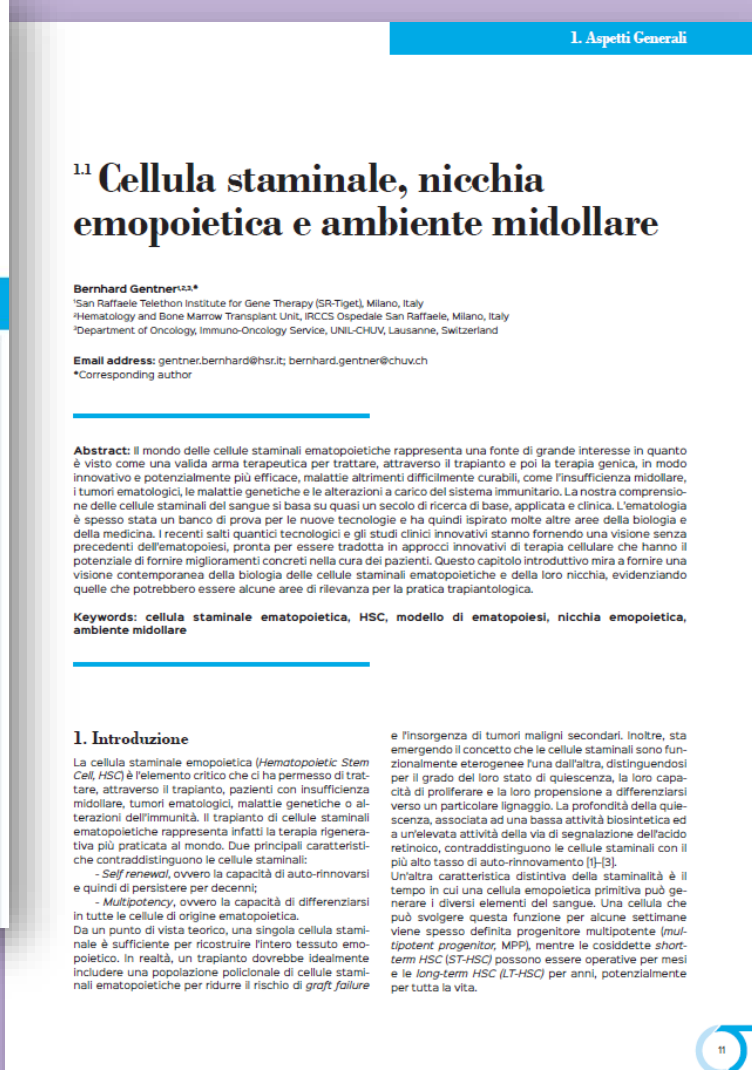 1. Aspetti Generali
1.1 Cellula staminale, nicchia
emopoietica e ambiente midollare
Bernhard Gentner1,2,3,*
¹San Raffaele Telethon Institute for Gene Therapy (SR-Tiget), Milano, Italy
²Hematology and Bone Marrow Transplant Unit, IRCCS Ospedale San Raffaele, Milano, Italy
³Department of Oncology, Immuno-Oncology Service, UNIL-CHUV, Lausanne, Switzerland
Email address: gentner.bernhard@hsr.it; bernhard.gentner@chuv.ch
*Corresponding author
Abstract: Il mondo delle cellule staminali ematopoietiche rappresenta una fonte di grande interesse in quanto
è visto come una valida arma terapeutica per trattare, attraverso il trapianto e poi la terapia genica, in modo
innovativo e potenzialmente più efficace, malattie altrimenti difficilmente curabili, come l'insufficienza midollare,
i tumori ematologici, le malattie genetiche e le alterazioni a carico del sistema immunitario. La nostra comprensio-
ne delle cellule staminali del sangue si basa su quasi un secolo di ricerca di base, applicata e clinica. L'ematologia
è spesso stata un banco di prova per le nuove tecnologie e ha quindi ispirato molte altre aree della biologia e
della medicina. I recenti salti quantici tecnologici e gli studi clinici innovativi stanno fornendo una visione senza
precedenti dell'ematopoiesi, pronta per essere tradotta in approcci innovativi di terapia cellulare che hanno il
potenziale di fornire miglioramenti concreti nella cura dei pazienti. Questo capitolo introduttivo mira a fornire una
visione contemporanea della biologia delle cellule staminali ematopoietiche e della loro nicchia, evidenziando
quelle che potrebbero essere alcune aree di rilevanza per la pratica trapiantologica.
Keywords: cellula staminale ematopoietica, HSC, modello di ematopoiesi, nicchia emopoietica,
ambiente midollare
1. Introduzione
La cellula staminale emopoietica (Hematopoietic Stem
Cell, HSC) è l'elemento critico che ci ha permesso di trat-
tare, attraverso il trapianto, pazienti con insufficienza
midollare, tumori ematologici, malattie genetiche o al-
terazioni dell'immunità. Il trapianto di cellule staminali
ematopoietiche rappresenta infatti la terapia rigenera-
tiva più praticata al mondo. Due principali caratteristi-
che contraddistinguono le cellule staminali:
- Self renewal, ovvero la capacità di auto-rinnovarsi
e quindi di persistere per decenni;
- Multipotency, ovvero la capacità di differenziarsi
in tutte le cellule di origine ematopoietica.
Da un punto di vista teorico, una singola cellula stami-
nale è sufficiente per ricostruire l'intero tessuto emo-
poietico. In realtà, un trapianto dovrebbe idealmente
includere una popolazione policlonale di cellule stami-
nali ematopoietiche per ridurre il rischio di graft failure
e l'insorgenza di tumori maligni secondari. Inoltre, sta
emergendo il concetto che le cellule staminali sono fun-
zionalmente eterogenee l'una dall'altra, distinguendosi
per il grado del loro stato di quiescenza, la loro capa-
cità di proliferare e la loro propensione a differenziarsi
verso un particolare lignaggio. La profondità della quie-
scenza, associata ad una bassa attività biosintetica ed
a un'elevata attività della via di segnalazione dell'acido
retinoico, contraddistinguono le cellule staminali con il
più alto tasso di auto-rinnovamento [1]–[3].
Un'altra caratteristica distintiva della staminalità è il
tempo in cui una cellula emopoietica primitiva può ge-
nerare i diversi elementi del sangue. Una cellula che
può svolgere questa funzione per alcune settimane
viene spesso definita progenitore multipotente (mul-
tipotent progenitor, MPP), mentre le cosiddette short-
term HSC (ST-HSC) possono essere operative per mesi
e le long-term HSC (LT-HSC) per anni, potenzialmente
per tutta la vita.
11